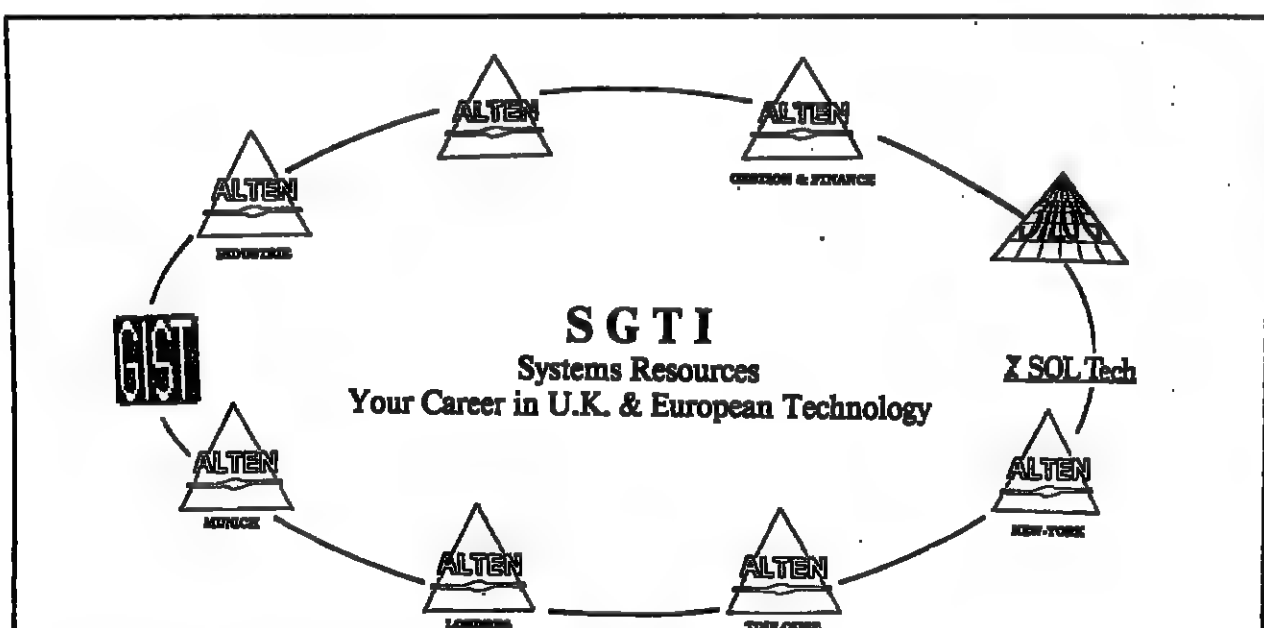 ALTEN
ALTEN
GESTION & FINANCE
ALTEN
INDUSTRIE
GIST
SGTI
Systems Resources
Your Career in U.K. & European Technology
X SOL Tech
ALTEN
MUNICH
ALTEN
NEW-YORK
ALTEN
LONDRES
ALTEN
TOULOUSE